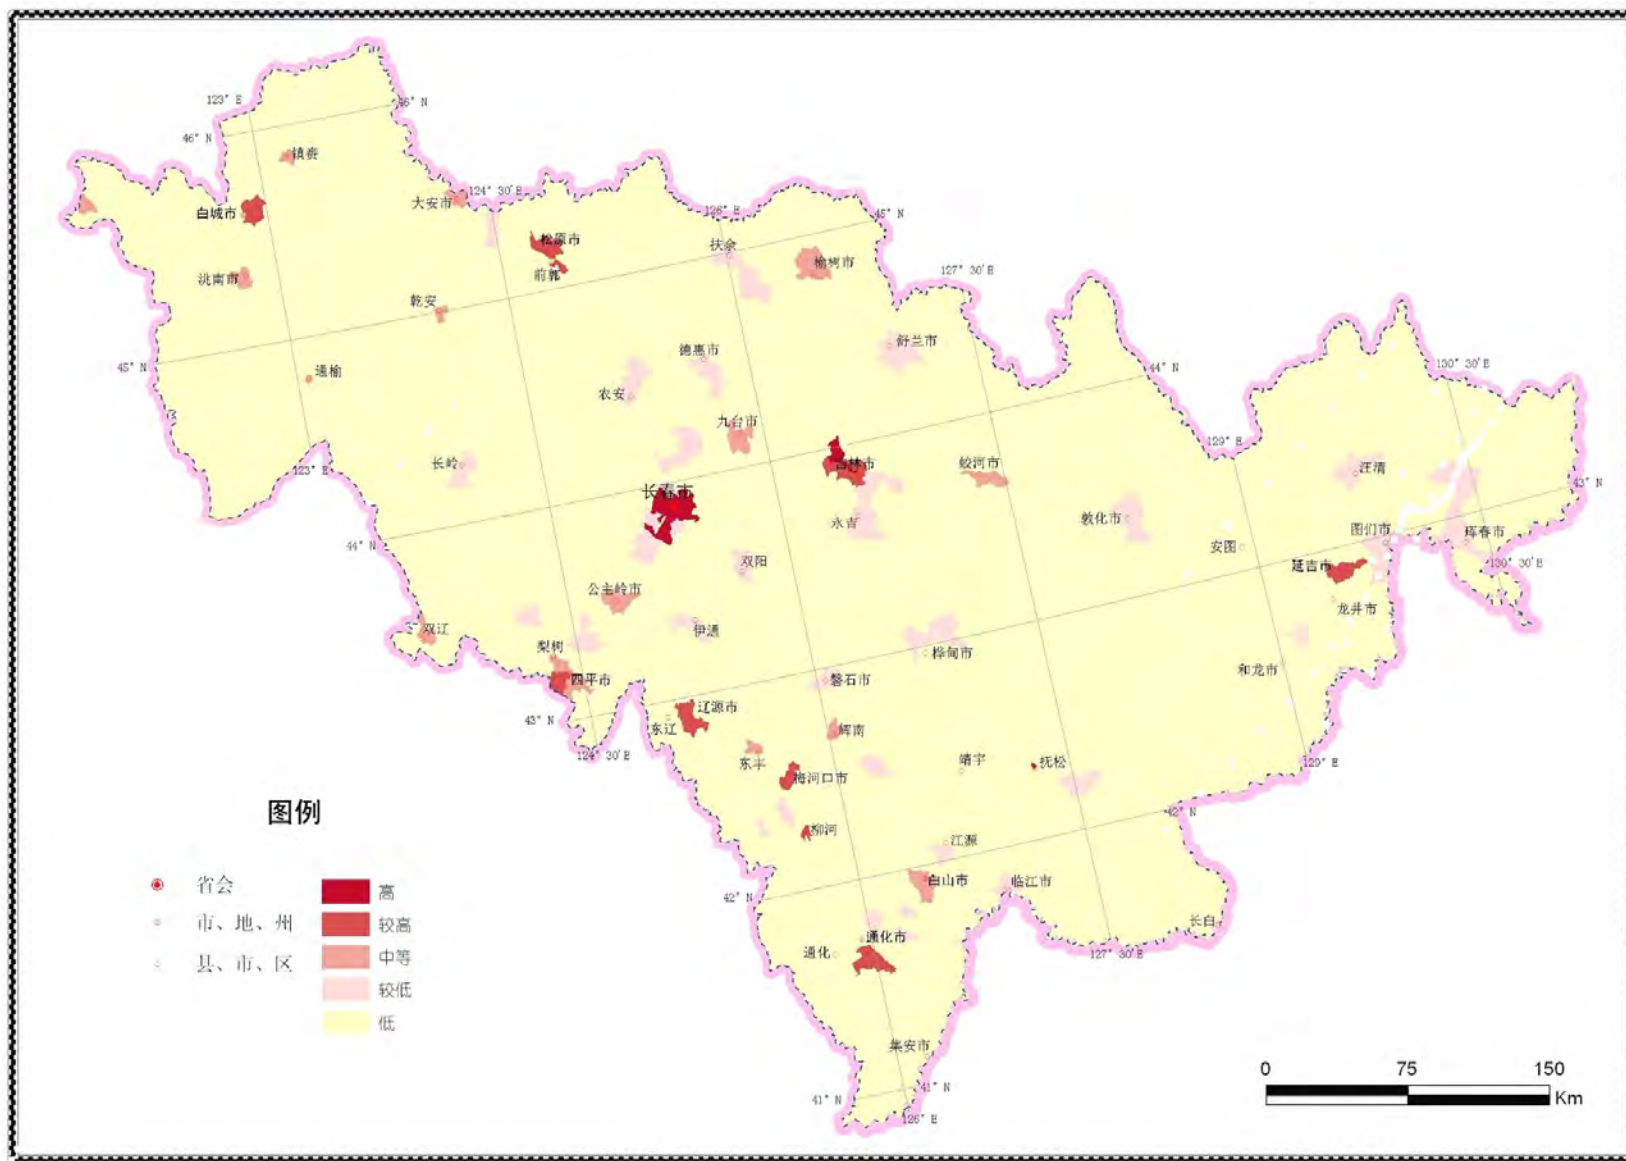 123° E
46° N
46° N
镇赉
白城市
大安市
124° 30′E
松原市
前郭
洮南市
乾安
126° E
45° N
扶余
榆树市
127° 30′E
45° N
通榆
德惠市
舒兰市
农安
九台市
44° N
130° 30′E
长岭
123° E
吉林市
蛟河市
129° E
汪清
43° N
长春市
永吉
敦化市
44° N
安图
图们市
珲春市
延吉市
130° 30′E
双阳
公主岭市
龙井市
双辽
伊通
梨树
桦甸市
四平市
磐石市
和龙市
43° N
辽源市
东辽
124° 30′E
辉南
东丰
梅河口市
靖宇
抚松
129° E
42° N
柳河
江源
42° N
白山市
临江市
长白
通化市
通化
127° 30′E
集安市
41° N
41° N
126° E
图例
省会
市、地、州
县、市、区
高
较高
中等
较低
低
0 75 150
Km